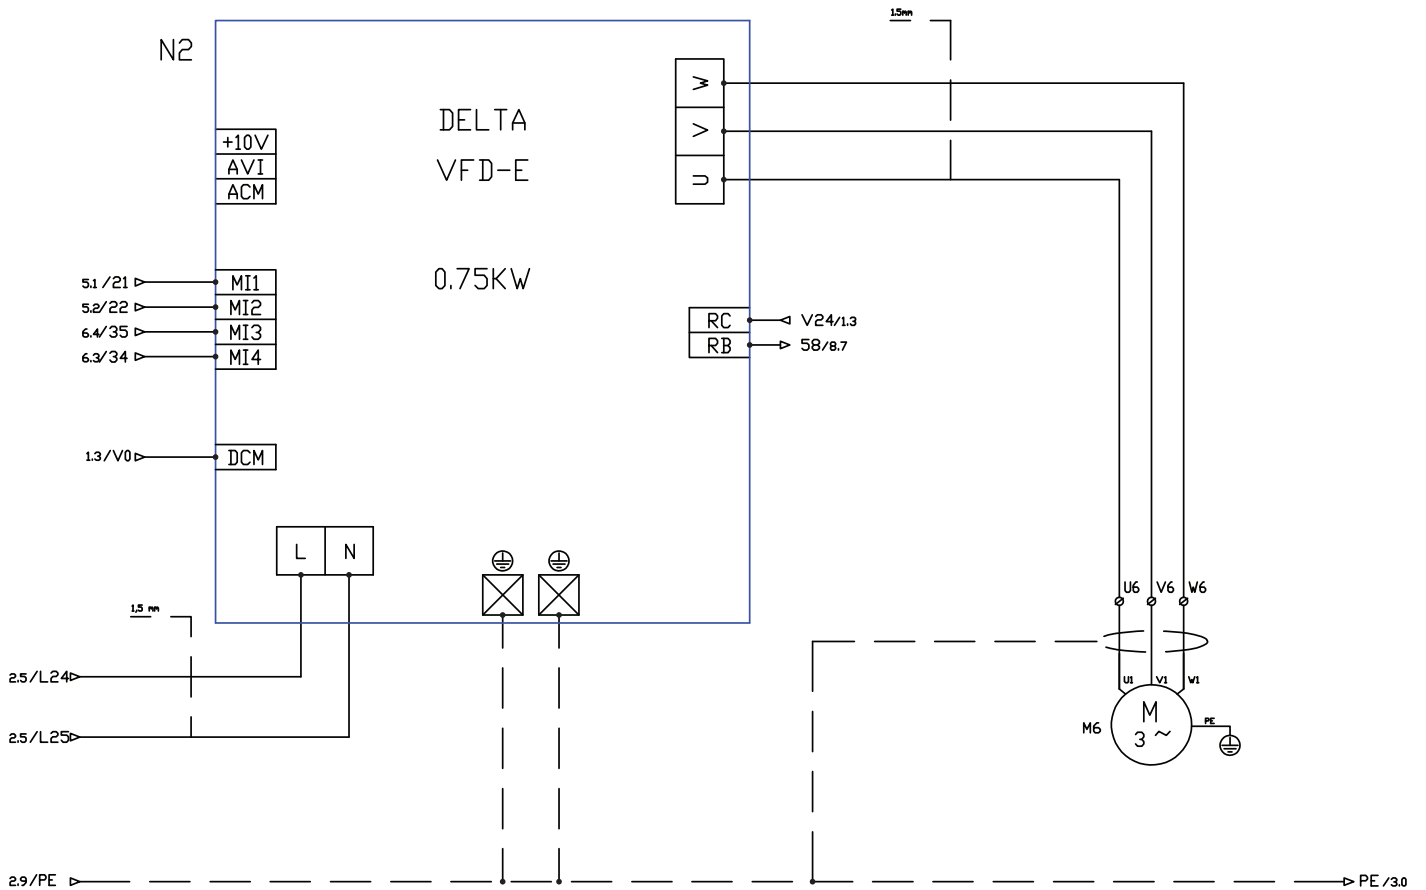 1.5mm
N2
DELTA
VFD-E
0.75KW
W
V
U
+10V
AVI
ACM
5.1/21 MI1
5.2/22 MI2
6.4/35 MI3
6.3/34 MI4
RC V24/1.3
RB 58/8.7
1.3/V0 DCM
L N
U6 V6 W6
1,5 mm
2.5/L24
2.5/L25
U1 V1 W1
M6
M
3 ~
PE
2.9/PE
PE/3.0